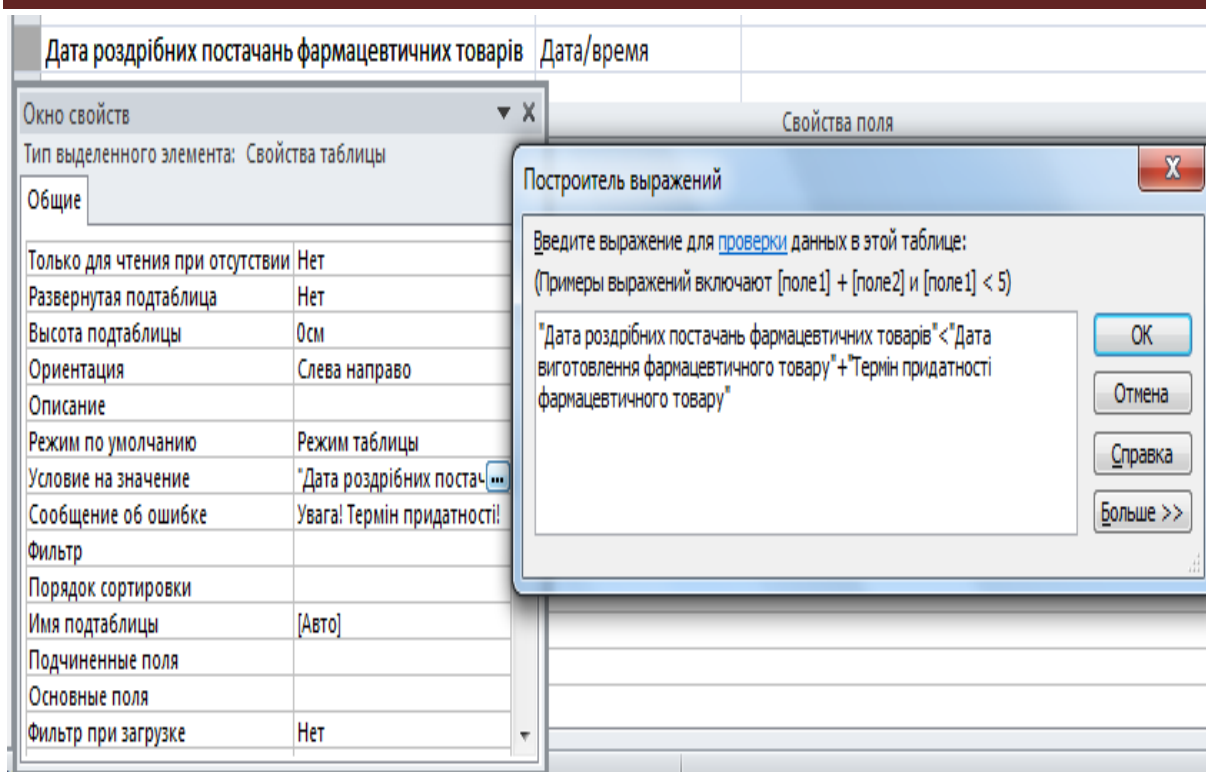 Дата роздрібних постачань фармацевтичних товарів Дата/время
Окно свойств
Тип выделенного элемента: Свойства таблицы
Общие
Только для чтения при отсутствии Нет
Развернутая подтаблица Нет
Высота подтаблицы 0см
Ориентация Слева направо
Описание
Режим по умолчанию Режим таблицы
Условие на значение "Дата роздрібних постач ...
Сообщение об ошибке Увага! Термін придатності!
Фильтр
Порядок сортировки
Имя подтаблицы [Авто]
Подчиненные поля
Основные поля
Фильтр при загрузке Нет
Свойства поля
Построитель выражений
Введите выражение для проверки данных в этой таблице:
(Примеры выражений включают [поле1] + [поле2] и [поле1] < 5)
"Дата роздрібних постачань фармацевтичних товарів"<"Дата
виготовлення фармацевтичного товару"+"Термін придатності
фармацевтичного товару"
ОК
Отмена
Справка
Больше >>